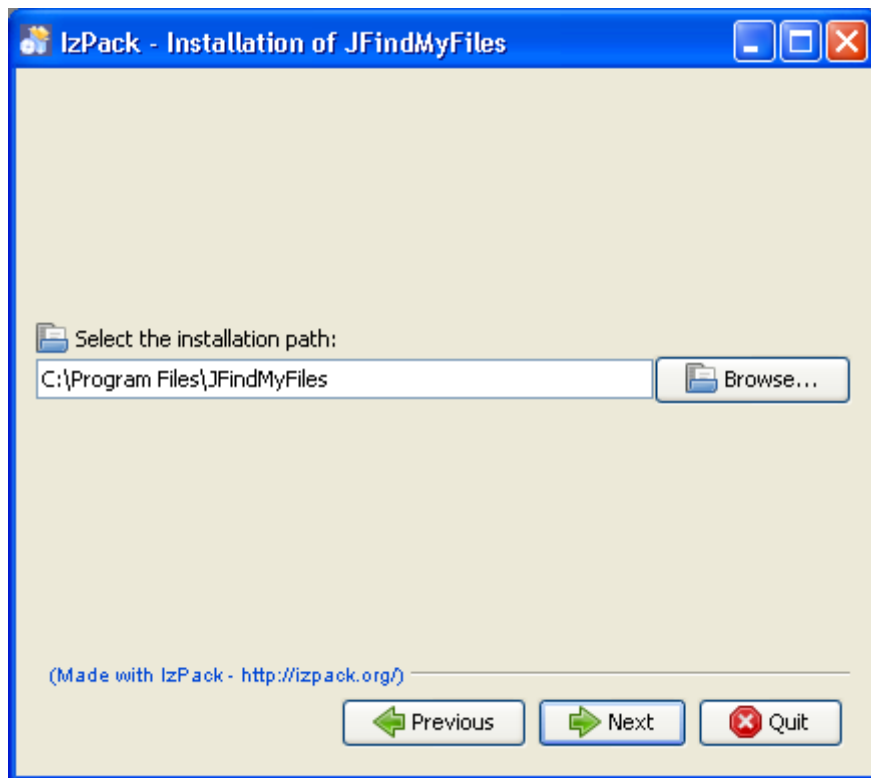 IzPack - Installation of JFindMyFiles
Select the installation path:
C:\Program Files\JFindMyFiles
Browse...
(Made with IzPack - http://izpack.org/)
Previous Next Quit